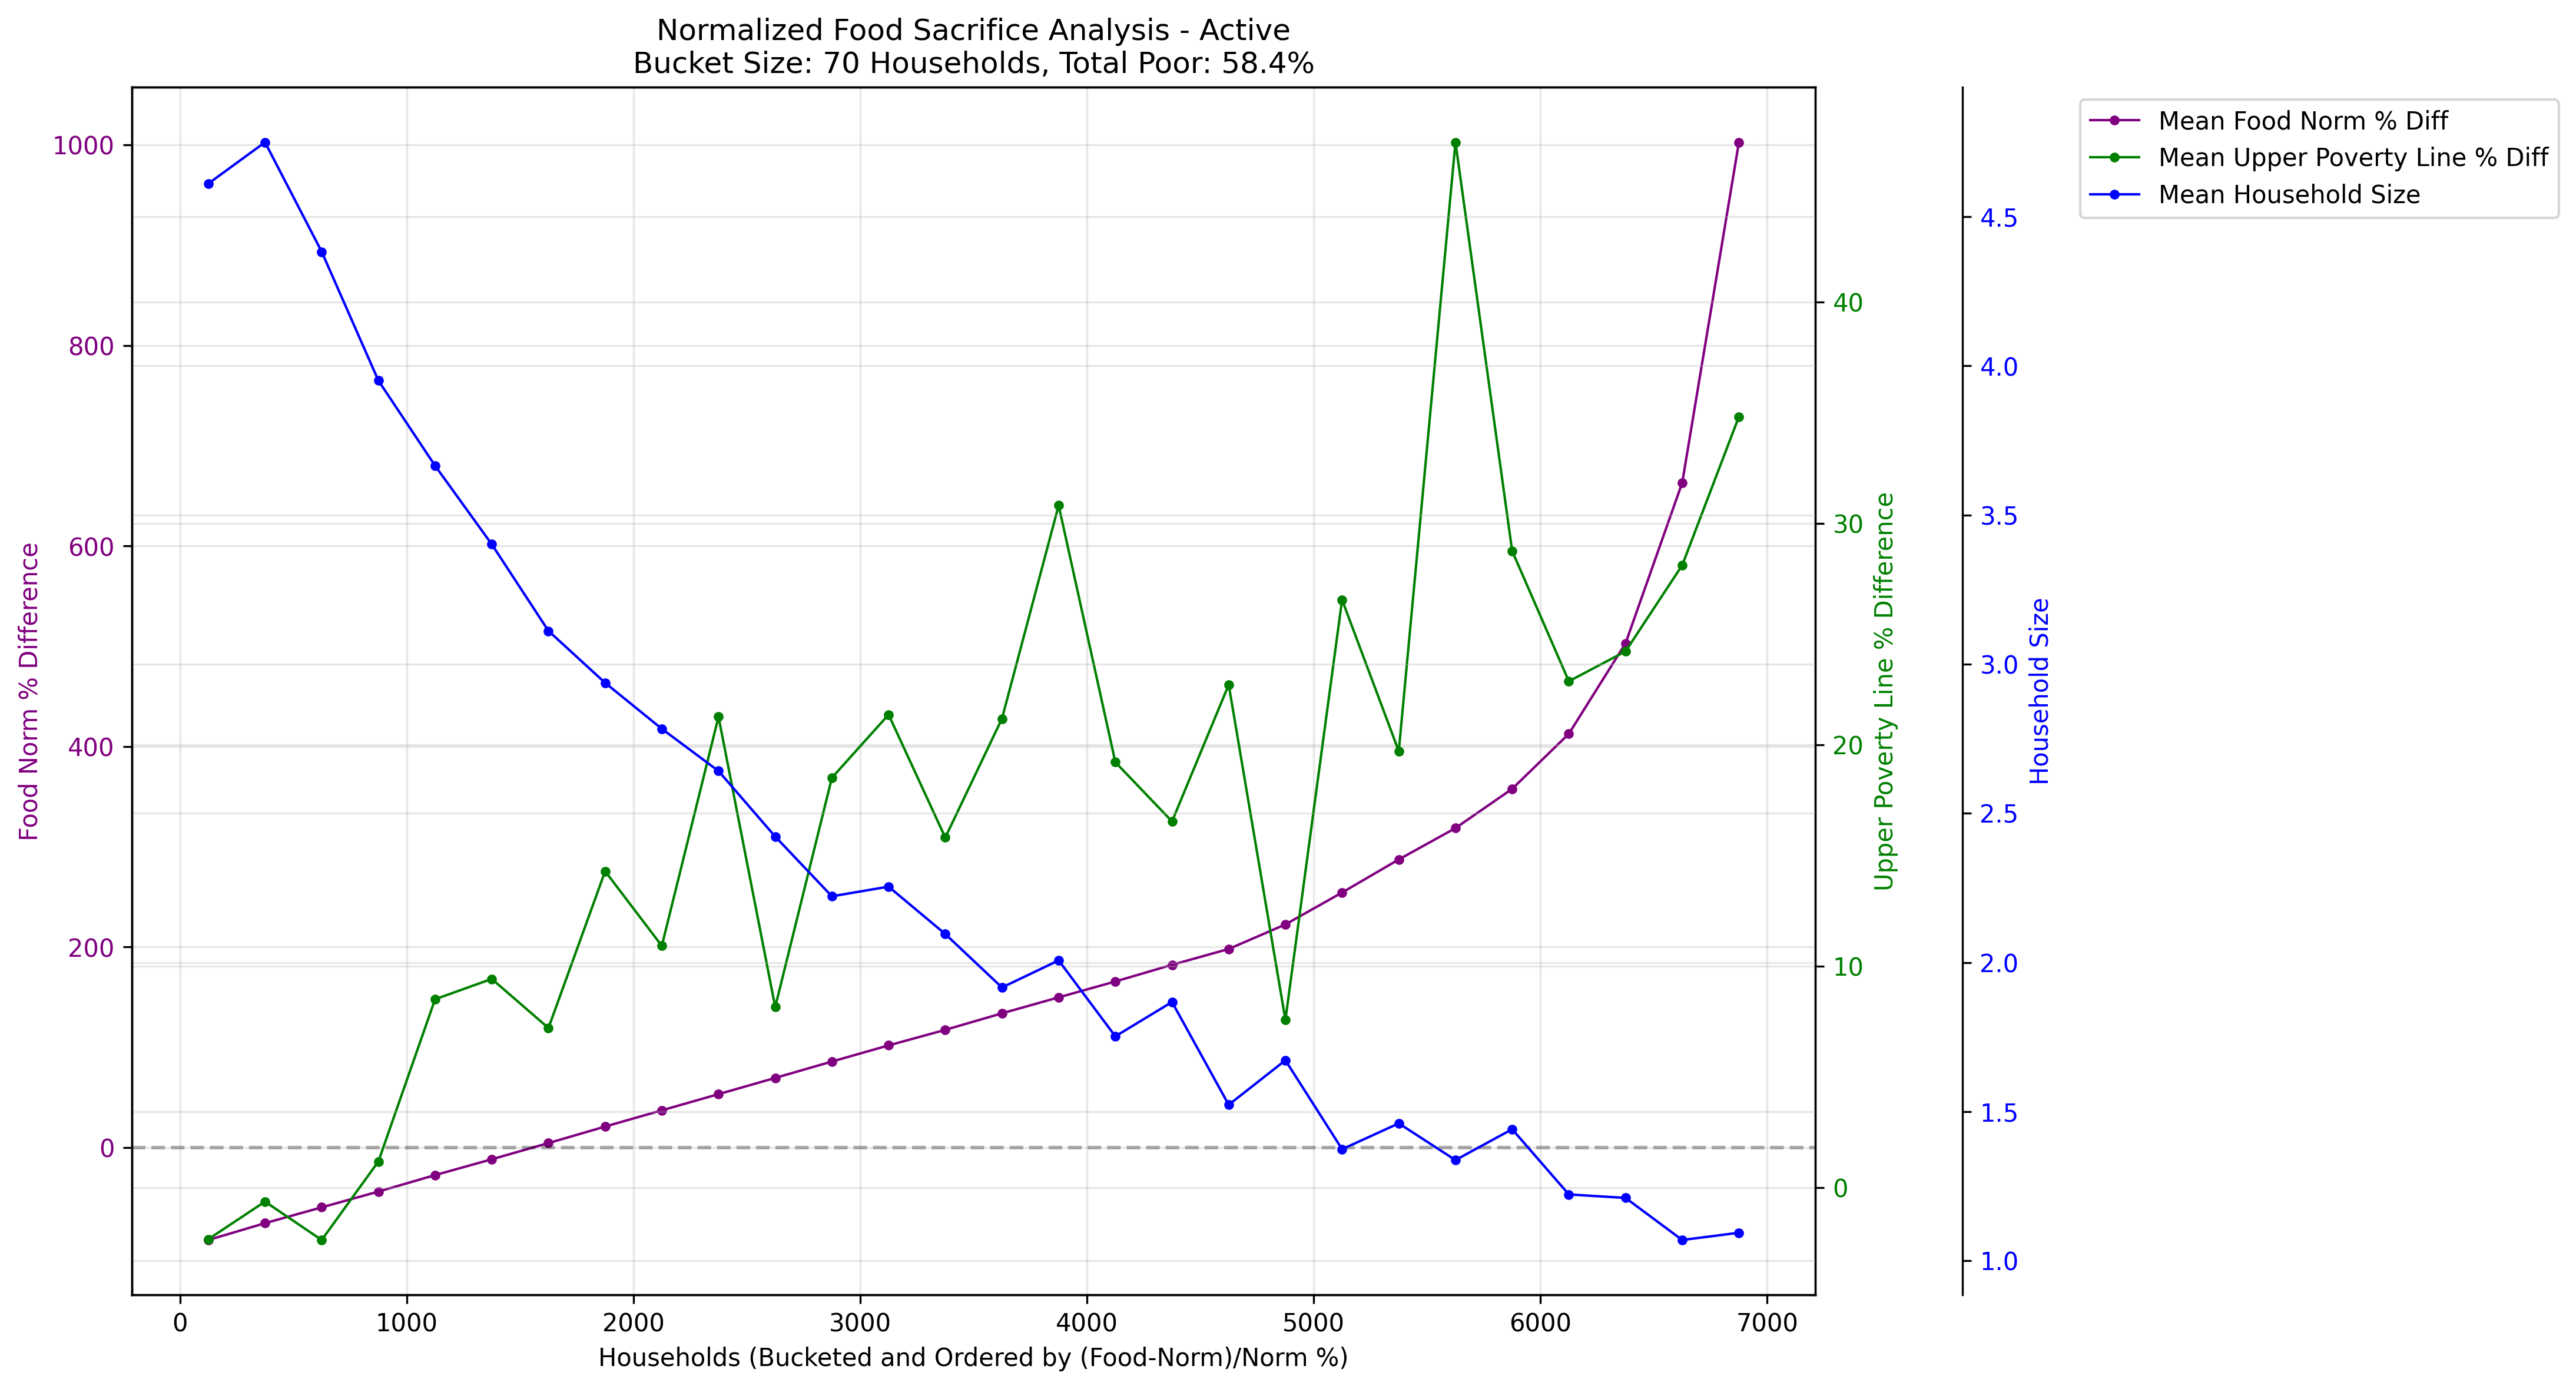 Normalized Food Sacrifice Analysis - Active
Bucket Size: 70 Households, Total Poor: 58.4%
Mean Food Norm % Diff
Mean Upper Poverty Line % Diff
Mean Household Size
Food Norm % Difference
1000
800
600
400
200
0
Upper Poverty Line % Difference
40
30
20
10
0
Household Size
4.5
4.0
3.5
3.0
2.5
2.0
1.5
1.0
0 1000 2000 3000 4000 5000 6000 7000
Households (Bucketed and Ordered by (Food-Norm)/Norm %)